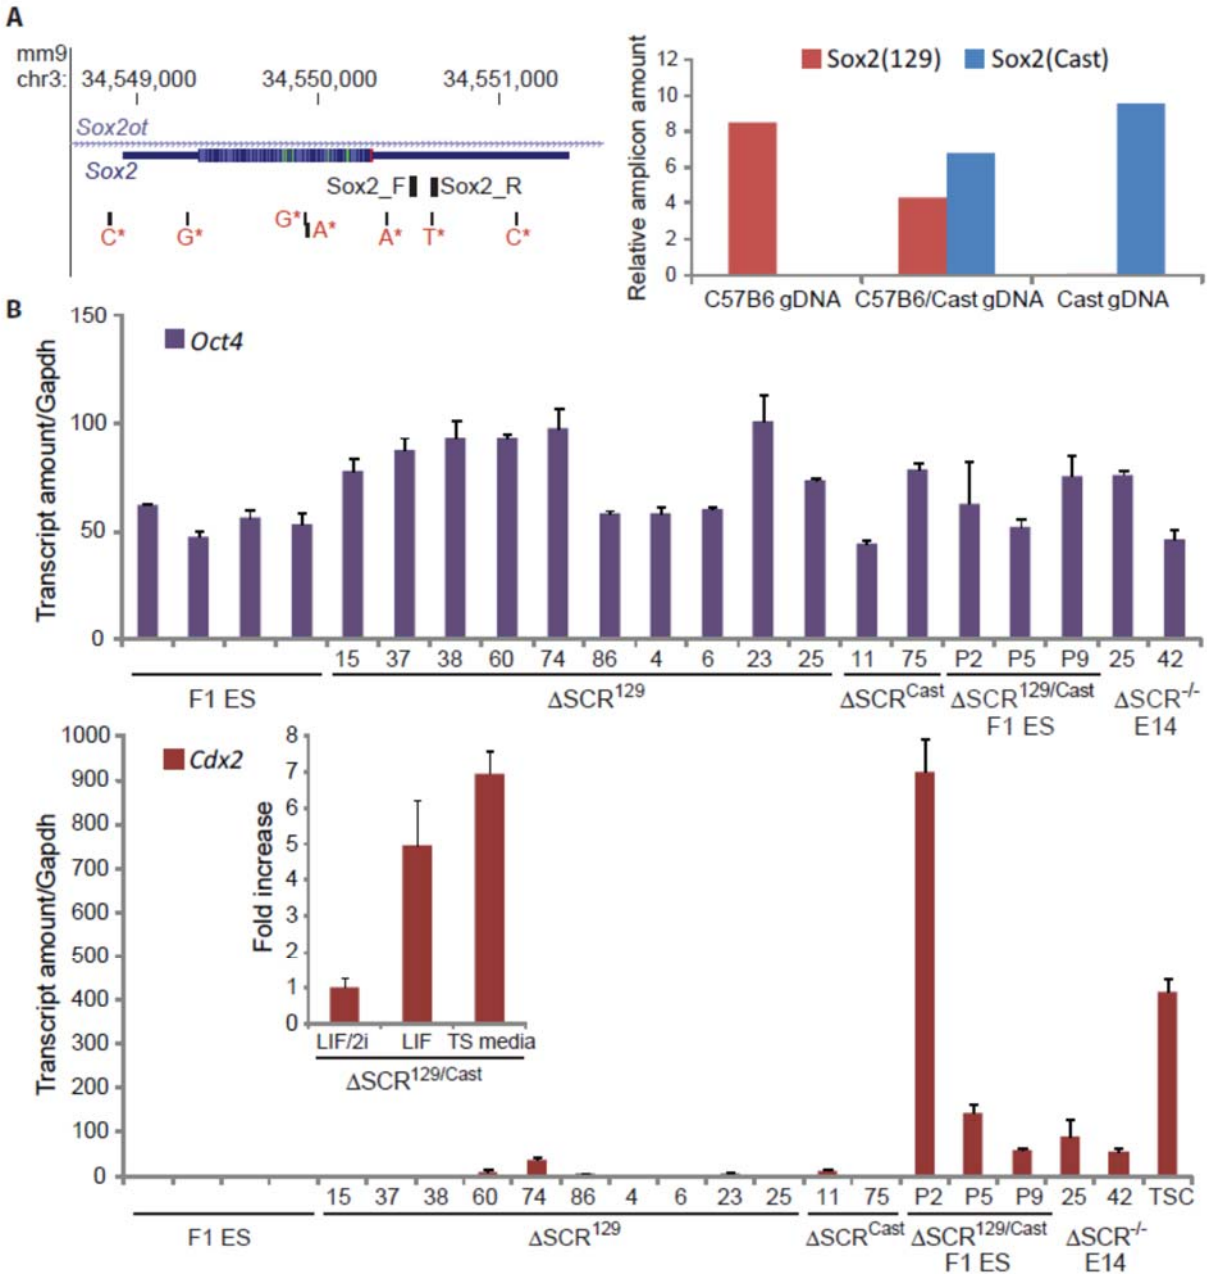 A
mm9
chr3: 34,549,000 34,550,000 34,551,000
Sox2ot
Sox2
Sox2_F Sox2_R
C* G* G* A* A* T* C*
Relative amplicon amount
Sox2(129) Sox2(Cast)
12
10
8
6
4
2
0
C57B6 gDNA C57B6/Cast gDNA Cast gDNA
B
Transcript amount/Gapdh
Oct4
150
100
50
0
15 37 38 60 74 86 4 6 23 25 11 75 P2 P5 P9 25 42
F1 ES ΔSCR129 ΔSCRCast ΔSCR129/Cast ΔSCR-/-
F1 ES E14
Transcript amount/Gapdh
Cdx2
1000
900
800
700
600
500
400
300
200
100
0
Fold increase
8
7
6
5
4
3
2
1
0
LIF/2i LIF TS media
ΔSCR129/Cast
15 37 38 60 74 86 4 6 23 25 11 75 P2 P5 P9 25 42 TSC
F1 ES ΔSCR129 ΔSCRCast ΔSCR129/Cast ΔSCR-/-
F1 ES E14